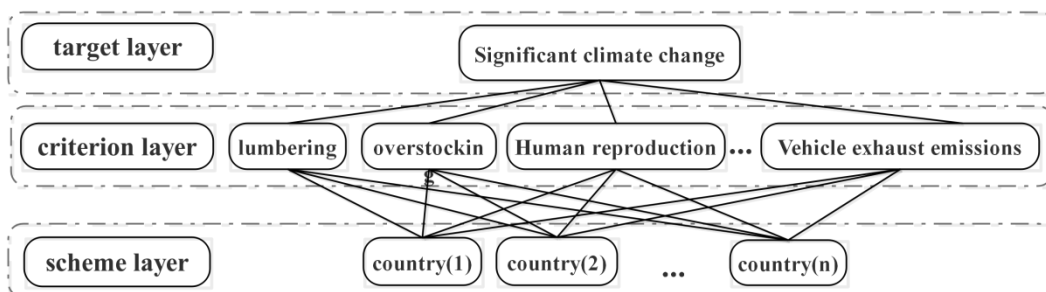 target layer
Significant climate change
criterion layer
lumbering
overstockin
g
Human reproduction
...
Vehicle exhaust emissions
scheme layer
country(1)
country(2)
...
country(n)